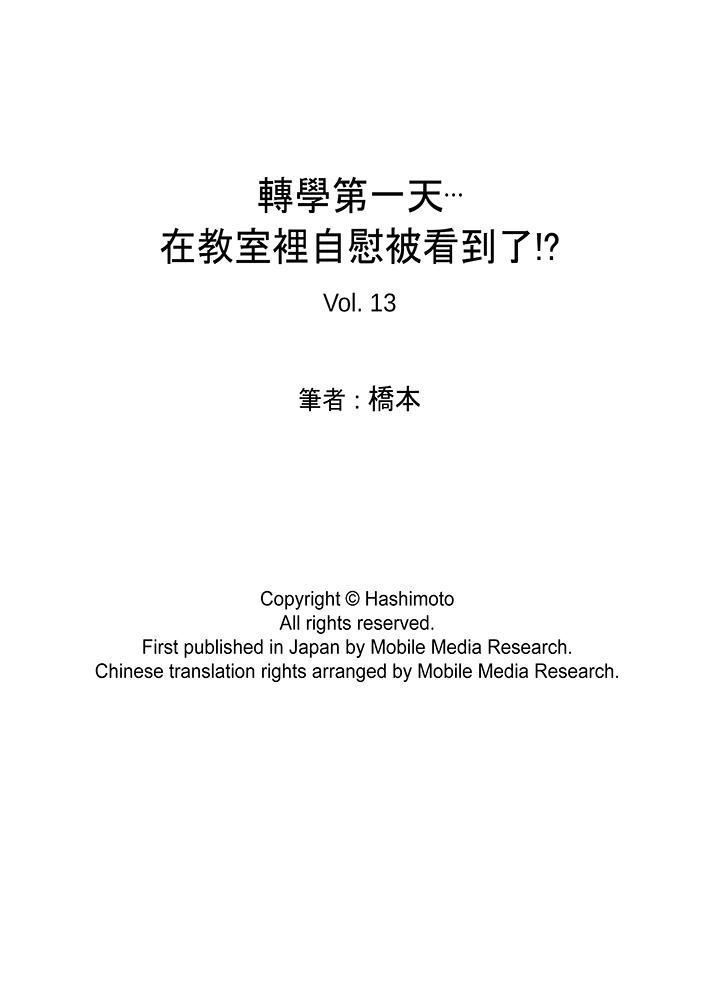 轉學第一天…
在教室裡自慰被看到了!?
Vol. 13
筆者：橋本
Copyright © Hashimoto
All rights reserved.
First published in Japan by Mobile Media Research.
Chinese translation rights arranged by Mobile Media Research.